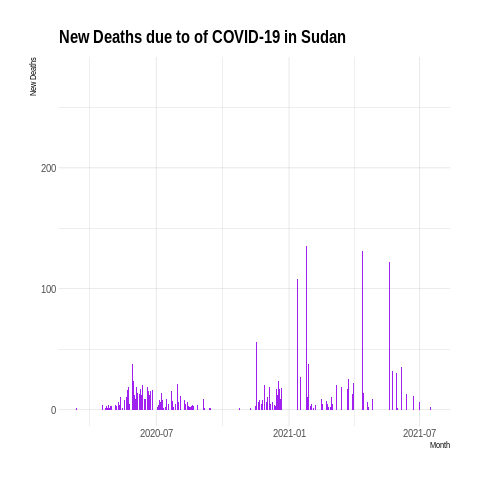 New Deaths due to of COVID-19 in Sudan
New Deaths
200
100
0
2020-07
2021-01
2021-07
Month